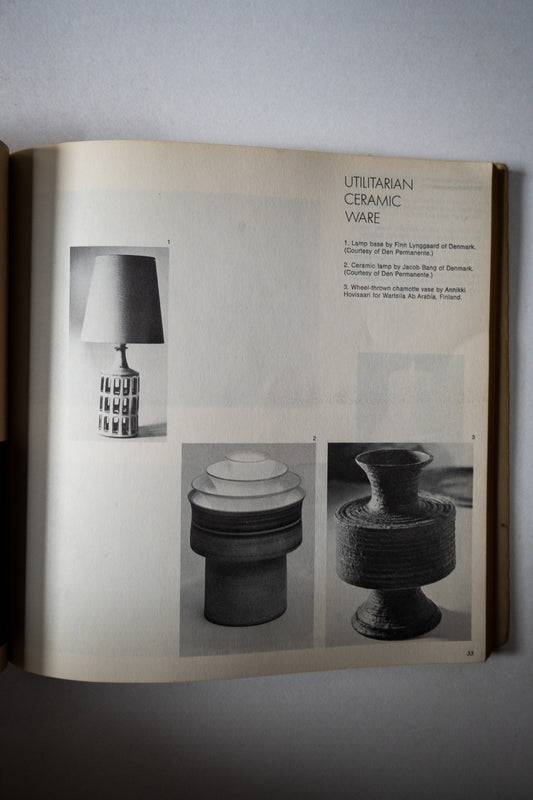 UTILITARIAN
CERAMIC
WARE
1. Lamp base by Finn Lynggaard of Denmark.
(Courtesy of Den Permanente.)
2. Ceramic lamp by Jacob Bang of Denmark.
(Courtesy of Den Permanente.)
3. Wheel-thrown chamotte vase by Annikki
Hovisaari for Wartsila Ab Arabia, Finland.
1
2
3
33